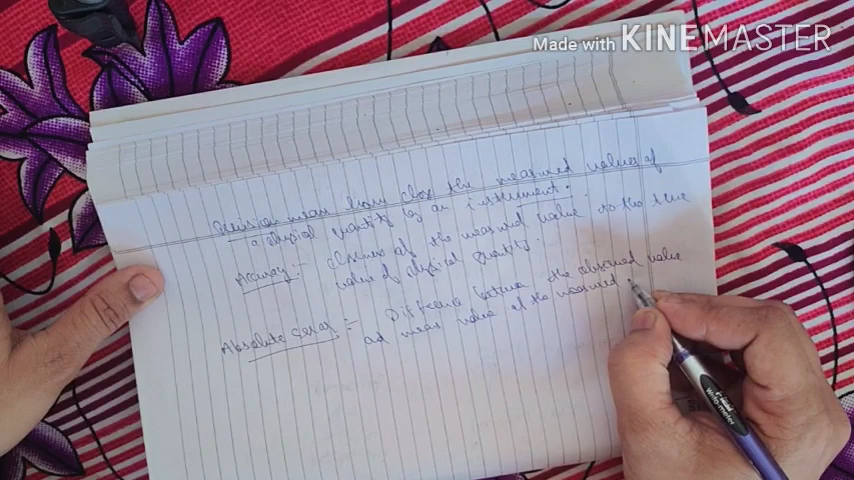 Made with KINEMASTER
Precision mean how close the measured values of
a physical quantity by an instrument.
Accuracy :- closeness of the measured value to the true
value of physical quantity.
Absolute error :- Difference between the observed value
and mean value of the measured